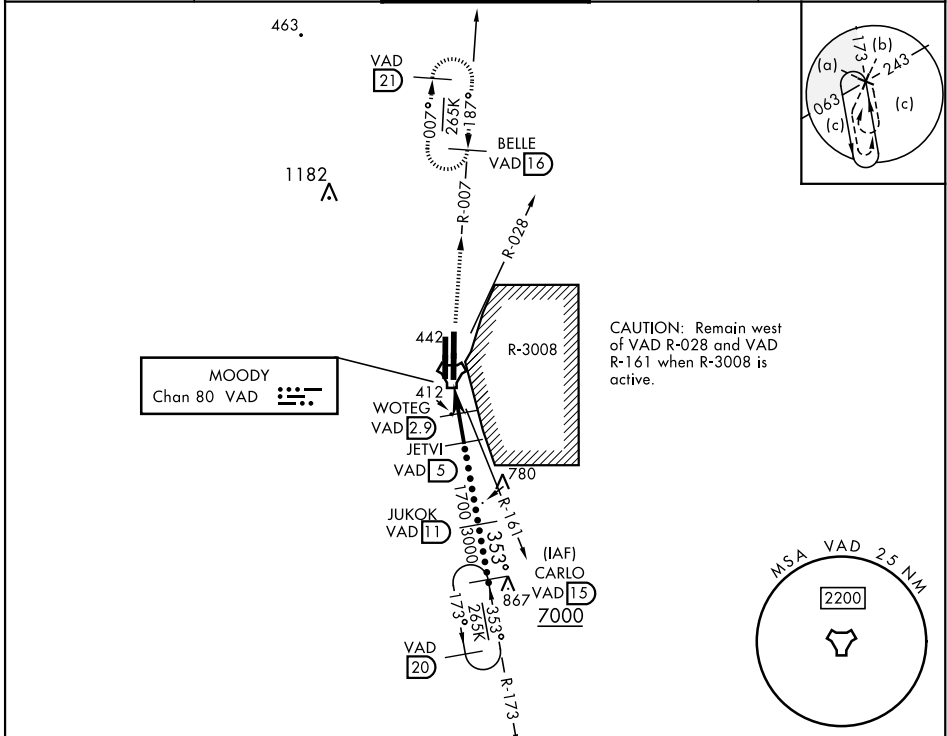 463
VAD
21
007°
265K
187°
BELLE
VAD 16
1182
R-007
R-028
(a)
173
(b)
243
063
(c)
(c)
442
R-3008
CAUTION: Remain west
of VAD R-028 and VAD
R-161 when R-3008 is
active.
MOODY
Chan 80 VAD
412
WOTEG
VAD 2.9
JETVI
VAD 5
780
1700
R-161
JUKOK
VAD 11
3000
353°
(IAF)
CARLO
VAD 15
867
7000
173°
265K
353°
VAD
20
R-173
MSA VAD 25 NM
2200